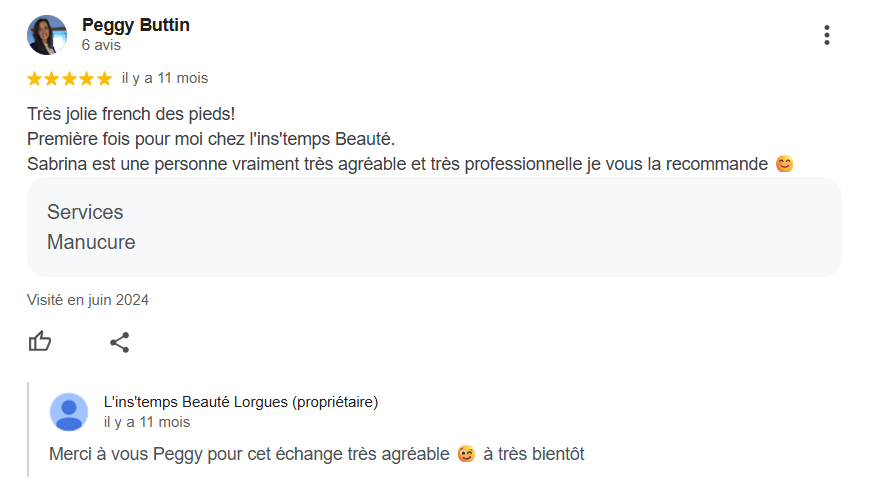 Peggy Buttin
6 avis
il y a 11 mois
Très jolie french des pieds!
Première fois pour moi chez l'ins'temps Beauté.
Sabrina est une personne vraiment très agréable et très professionnelle je vous la recommande 😊
Services
Manucure
Visité en juin 2024
L'ins'temps Beauté Lorgues (propriétaire)
il y a 11 mois
Merci à vous Peggy pour cet échange très agréable 😉 à très bientôt